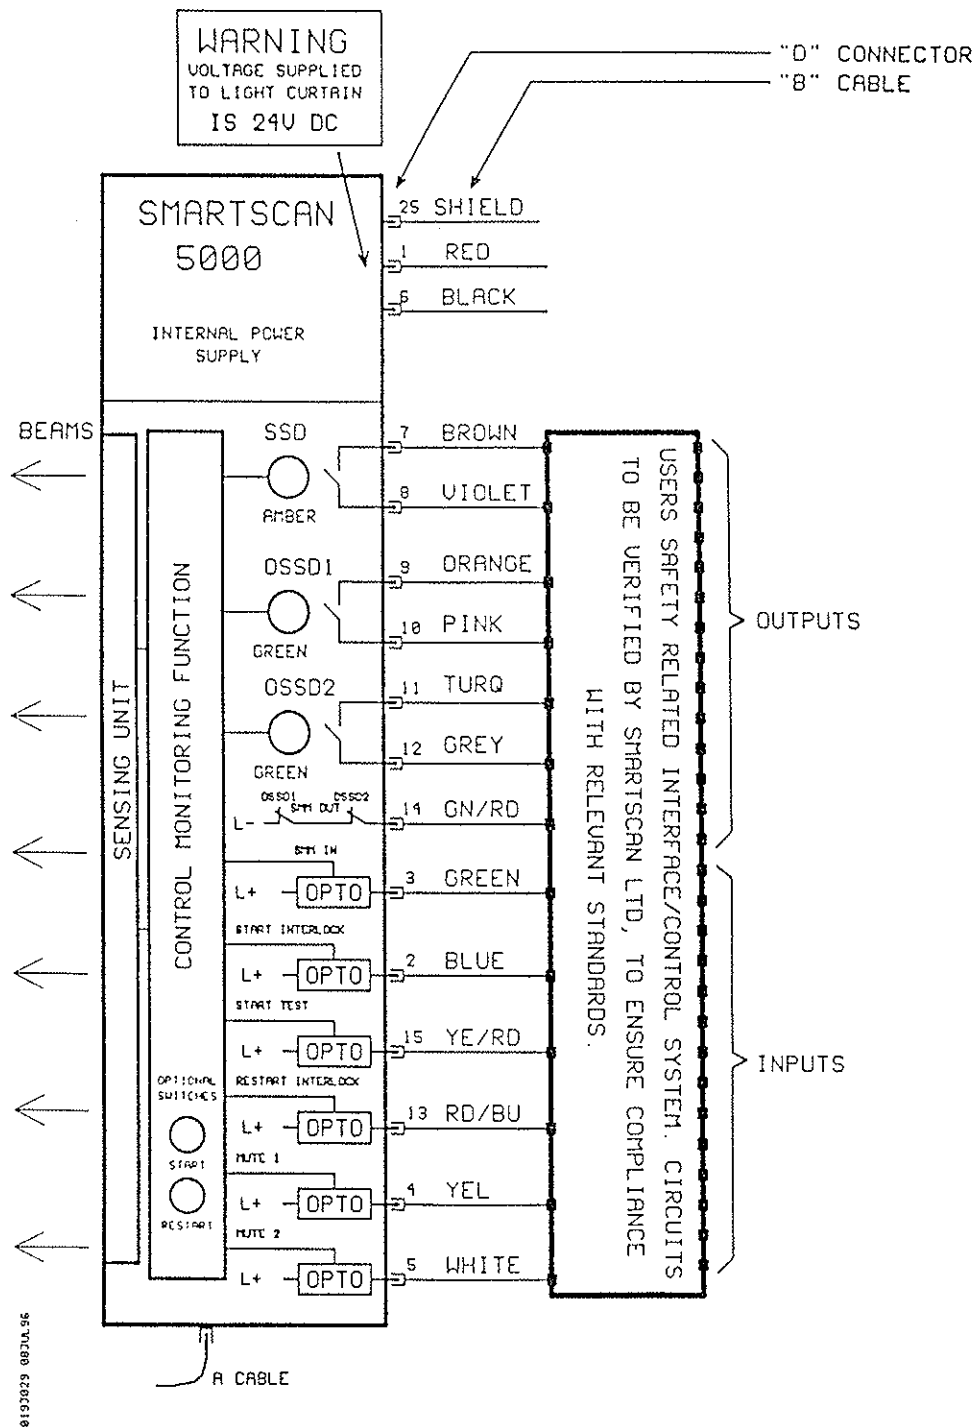 WARNING
VOLTAGE SUPPLIED
TO LIGHT CURTAIN
IS 24V DC
"D" CONNECTOR
"B" CABLE
SMARTSCAN
5000
INTERNAL POWER
SUPPLY
25 SHIELD
1 RED
6 BLACK
BEAMS
SENSING UNIT
CONTROL MONITORING FUNCTION
SSD
AMBER
7 BROWN
8 VIOLET
OSSD1
GREEN
9 ORANGE
10 PINK
OSSD2
GREEN
11 TURQ
12 GREY
OSSD1 OSSD2
SMM OUT
L- 14 GN/RD
SMM IN
L+ OPTO 3 GREEN
START INTERLOCK
L+ OPTO 2 BLUE
START TEST
L+ OPTO 15 YE/RD
RESTART INTERLOCK
L+ OPTO 13 RD/BU
MUTE 1
L+ OPTO 4 YEL
MUTE 2
L+ OPTO 5 WHITE
OPTIONAL
SWITCHES
START
RESTART
USERS SAFETY RELATED INTERFACE/CONTROL SYSTEM. CIRCUITS
TO BE VERIFIED BY SMARTSCAN LTD, TO ENSURE COMPLIANCE
WITH RELEVANT STANDARDS.
OUTPUTS
INPUTS
A CABLE
08JUL96